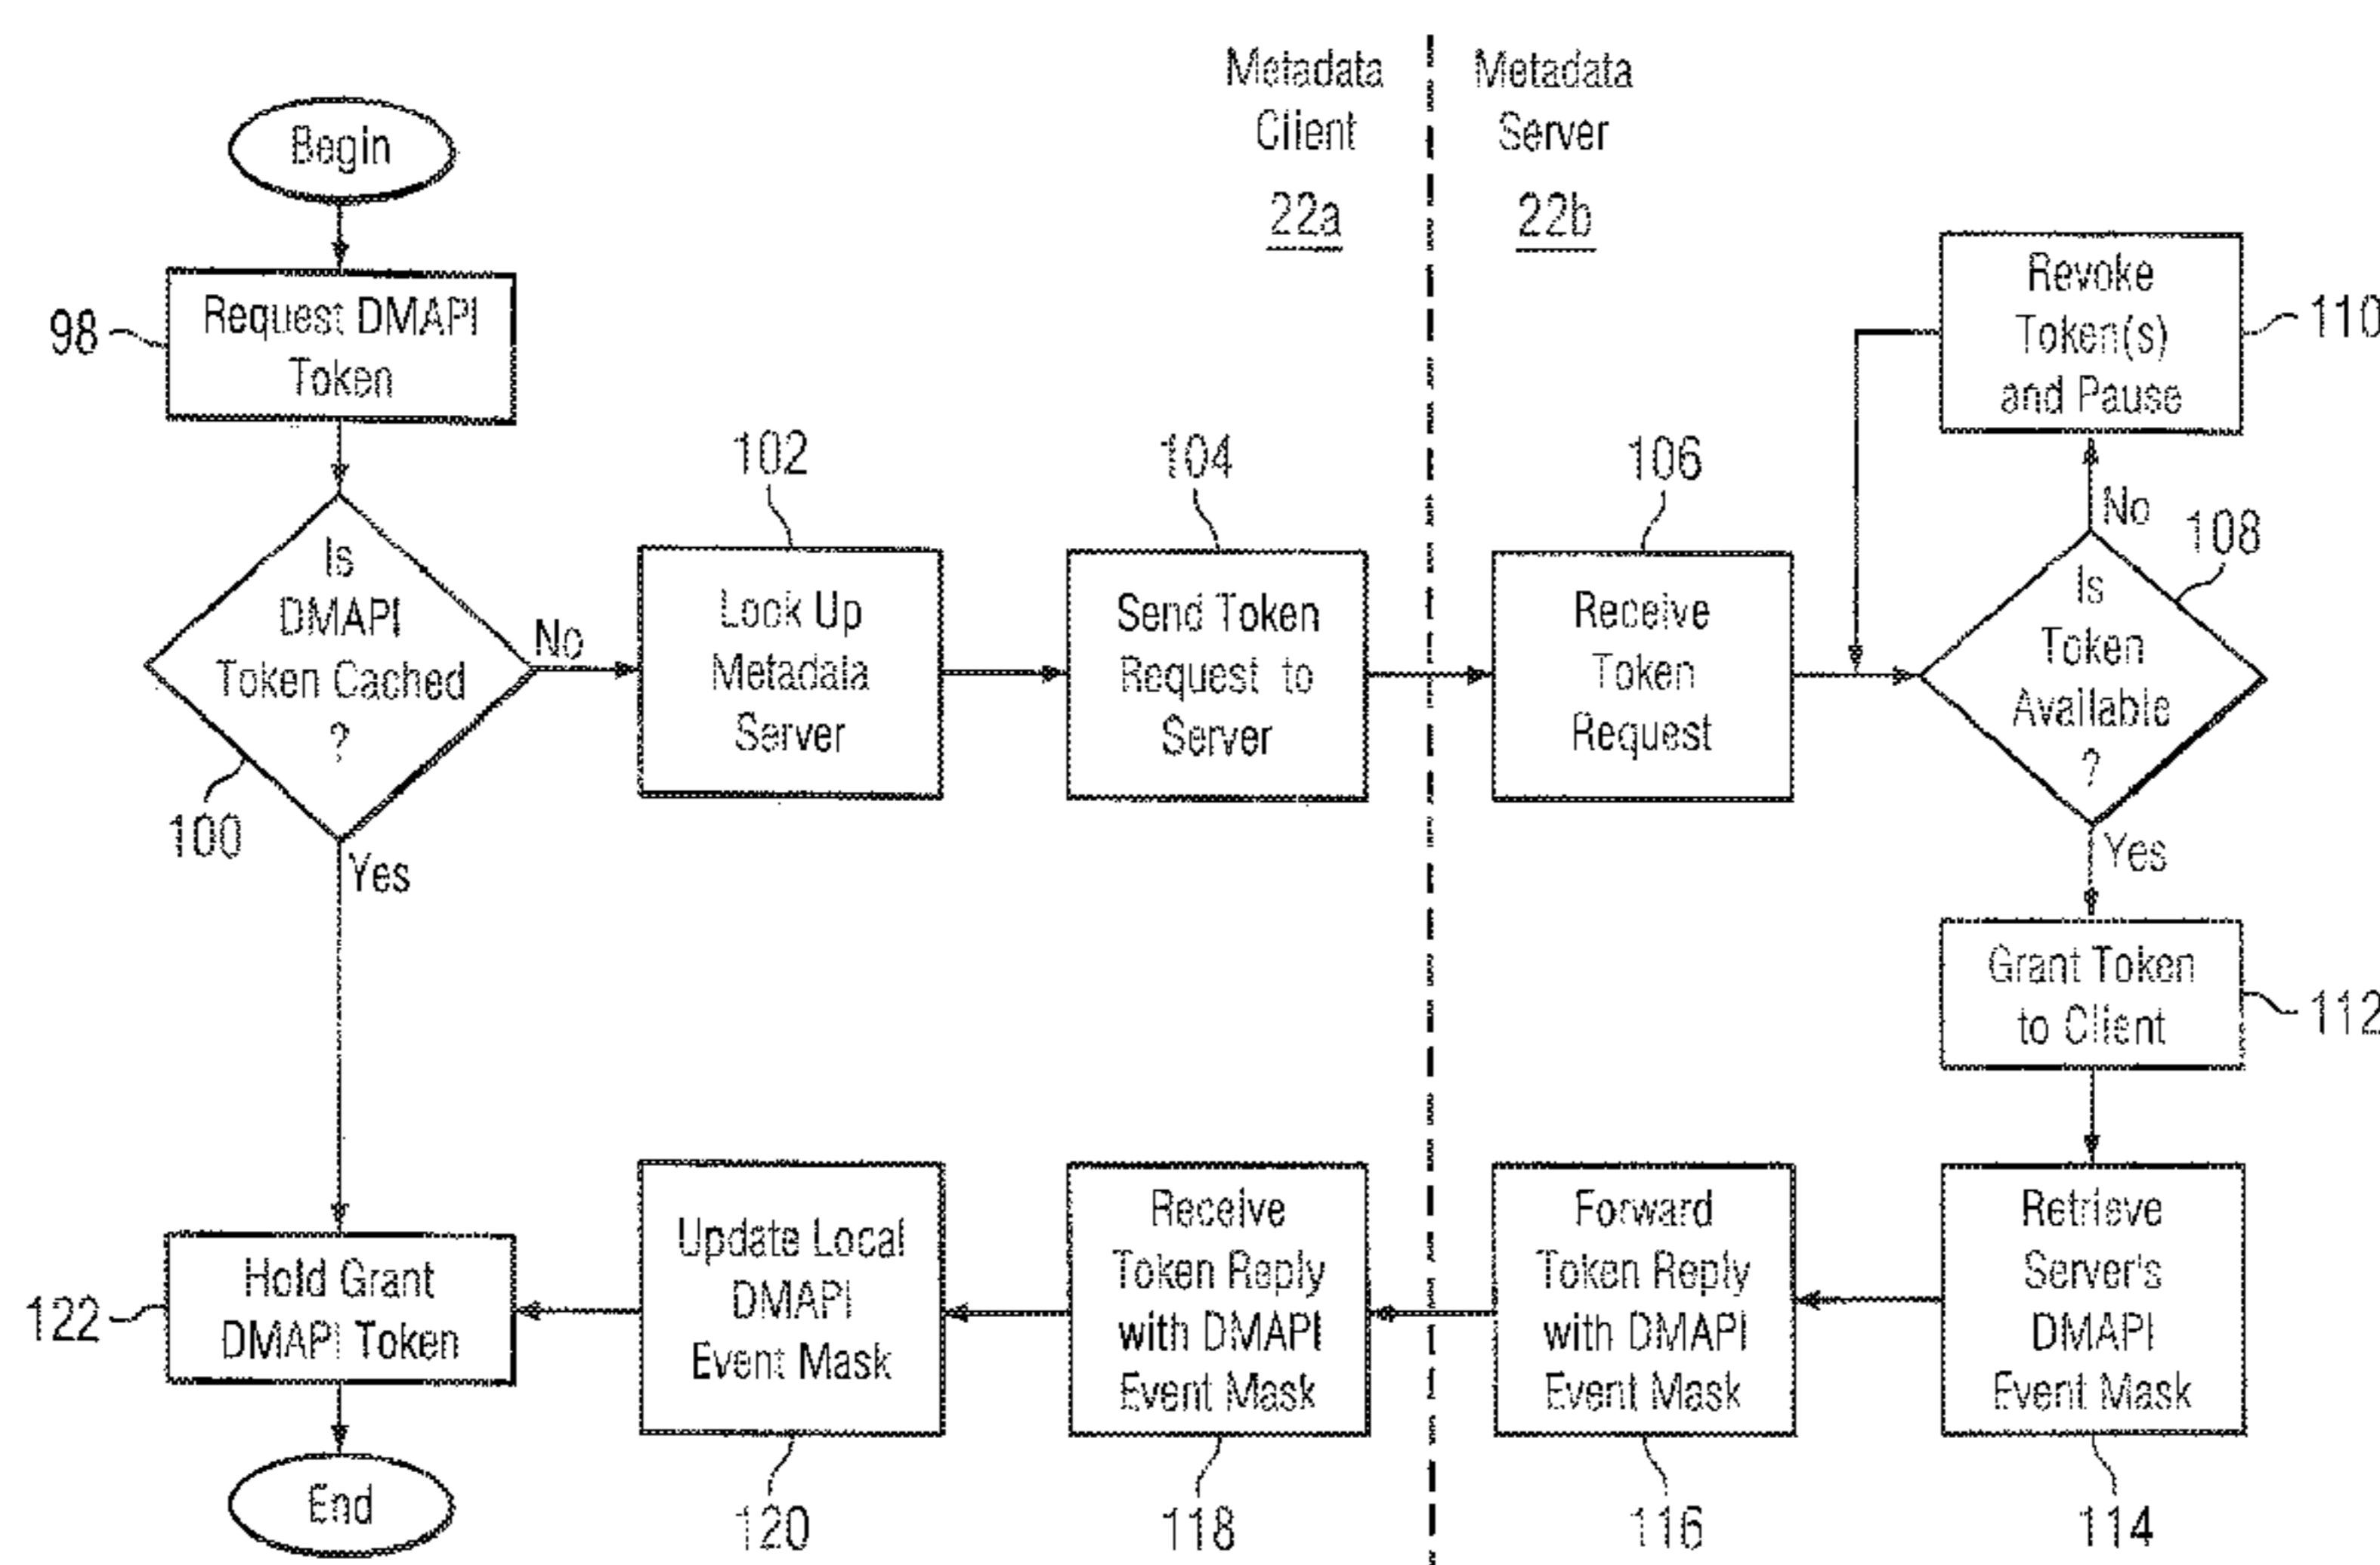 Metadata
Client
22a
Metadata
Server
22b
Begin
98
Request DMAPI
Token
Is
DMAPI
Token Cached
?
100
No
Yes
102
Look Up
Metadata
Server
104
Send Token
Request to
Server
106
Receive
Token
Request
Revoke
Token(s)
and Pause
110
No
108
Is
Token
Available
?
Yes
Grant Token
to Client
112
Retrieve
Server's
DMAPI
Event Mask
114
Forward
Token Reply
with DMAPI
Event Mask
116
Receive
Token Reply
with DMAPI
Event Mask
118
Update Local
DMAPI
Event Mask
120
122
Hold Grant
DMAPI Token
End